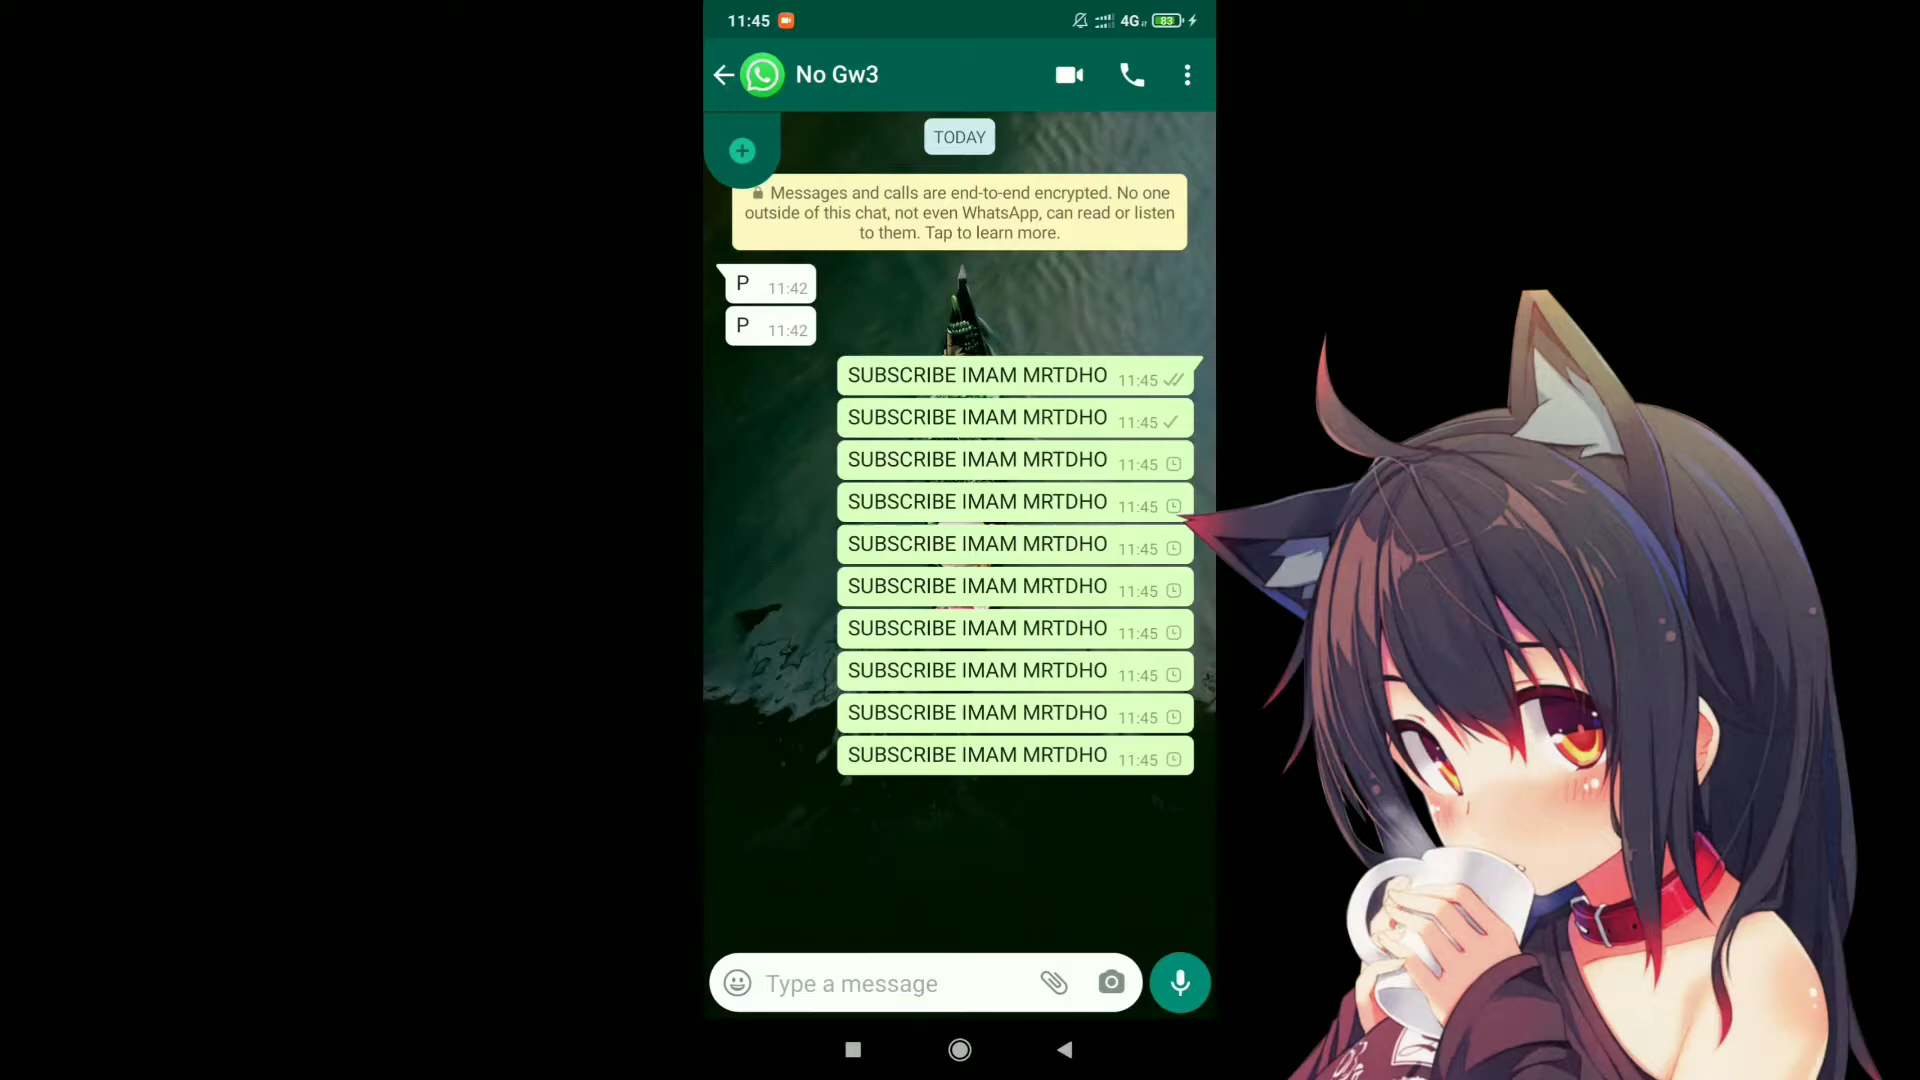 11:45
4G
83
No Gw3
TODAY
Messages and calls are end-to-end encrypted. No one
outside of this chat, not even WhatsApp, can read or listen
to them. Tap to learn more.
P 11:42
P 11:42
SUBSCRIBE IMAM MRTDHO 11:45
SUBSCRIBE IMAM MRTDHO 11:45
SUBSCRIBE IMAM MRTDHO 11:45
SUBSCRIBE IMAM MRTDHO 11:45
SUBSCRIBE IMAM MRTDHO 11:45
SUBSCRIBE IMAM MRTDHO 11:45
SUBSCRIBE IMAM MRTDHO 11:45
SUBSCRIBE IMAM MRTDHO 11:45
SUBSCRIBE IMAM MRTDHO 11:45
SUBSCRIBE IMAM MRTDHO 11:45
Type a message